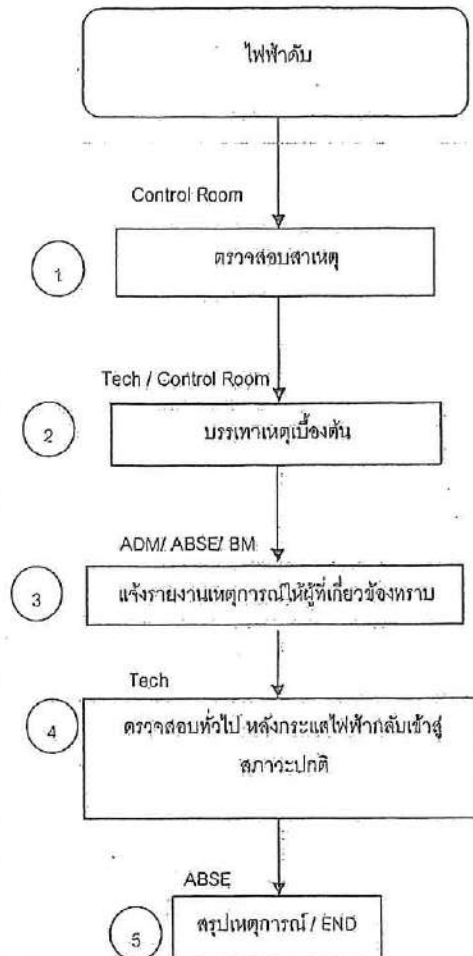 ไฟฟ้าดับ
Control Room
1
ตรวจสอบสาเหตุ
Tech / Control Room
2
บรรเทาเหตุเบื้องต้น
ADM/ ABSE/ BM
3
แจ้งรายงานเหตุการณ์ให้ผู้ที่เกี่ยวข้องทราบ
Tech
4
ตรวจสอบทั่วไป หลังกระแสไฟฟ้ากลับเข้าสู่
สภาวะปกติ
ABSE
5
สรุปเหตุการณ์ / END